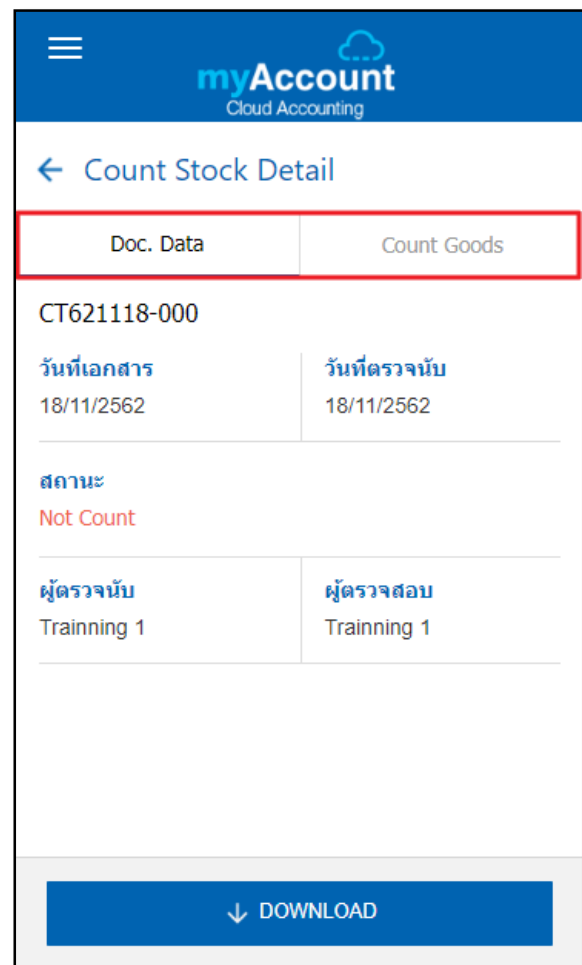 myAccount
Cloud Accounting
← Count Stock Detail
Doc. Data Count Goods
CT621118-000
วันที่เอกสาร วันที่ตรวจนับ
18/11/2562 18/11/2562
สถานะ
Not Count
ผู้ตรวจนับ ผู้ตรวจสอบ
Trainning 1 Trainning 1
↓ DOWNLOAD